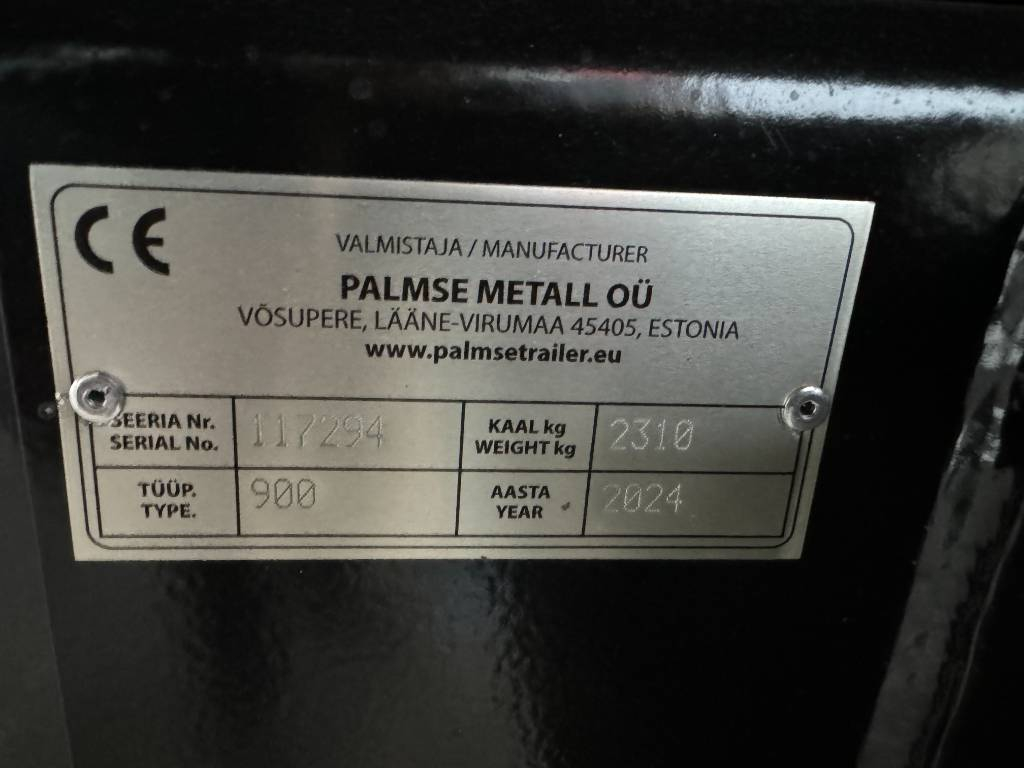 CE
VALMISTAJA / MANUFACTURER
PALMSE METALL OÜ
VÕSUPERE, LÄÄNE-VIRUMAA 45405, ESTONIA
www.palmsetrailer.eu
SEERIA Nr. SERIAL No. 117294 KAAL kg WEIGHT kg 2310
TÜÜP. TYPE. 900 AASTA YEAR 2024